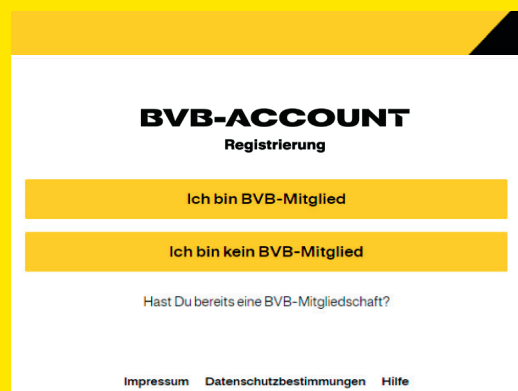 BVB-ACCOUNT
Registrierung
Ich bin BVB-Mitglied
Ich bin kein BVB-Mitglied
Hast Du bereits eine BVB-Mitgliedschaft?
Impressum Datenschutzbestimmungen Hilfe